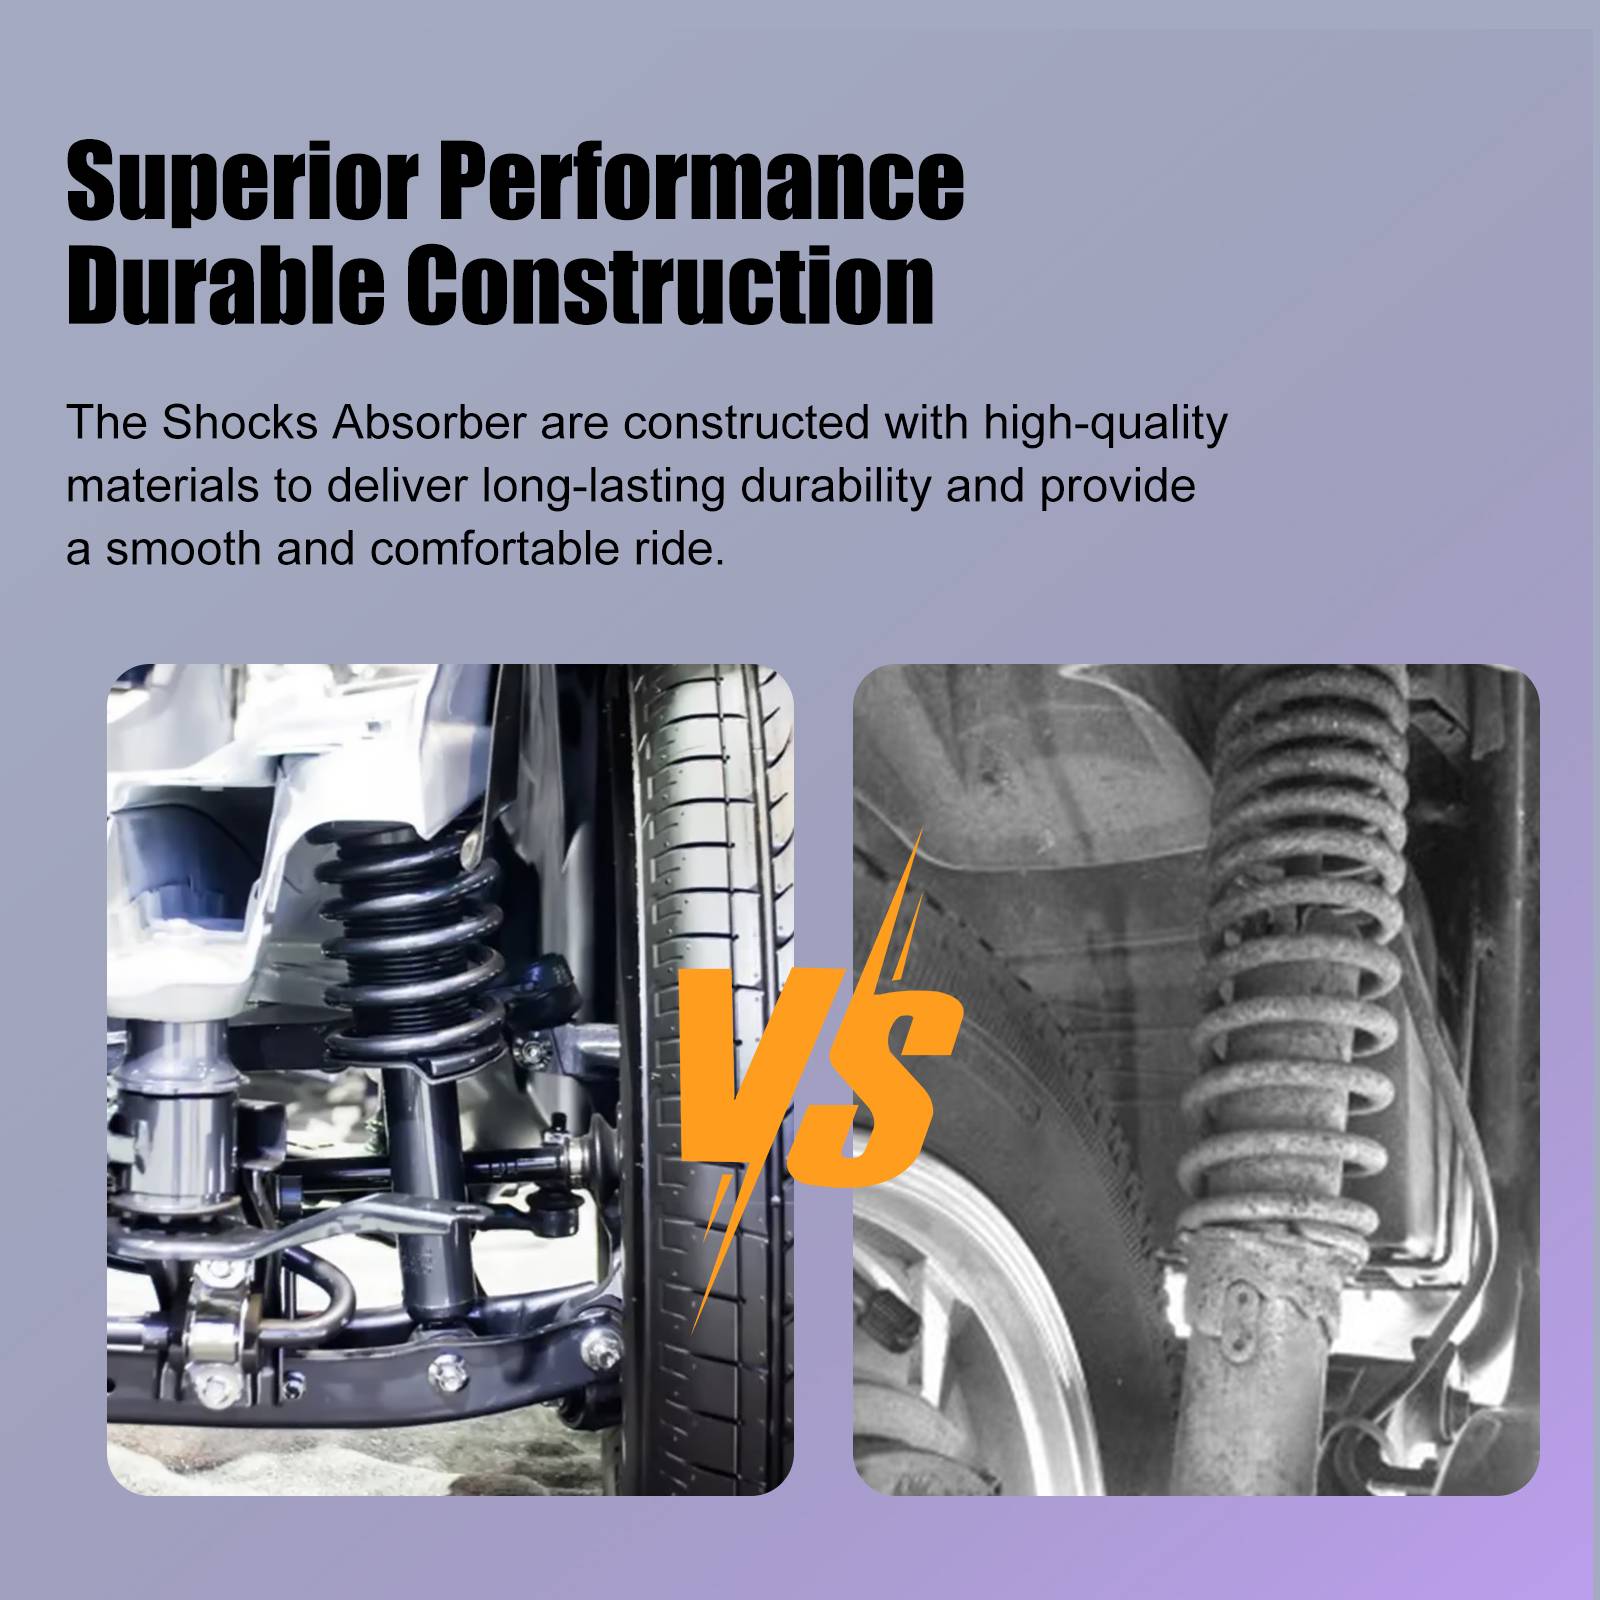 Superior Performance
Durable Construction
The Shocks Absorber are constructed with high-quality
materials to deliver long-lasting durability and provide
a smooth and comfortable ride.
VS